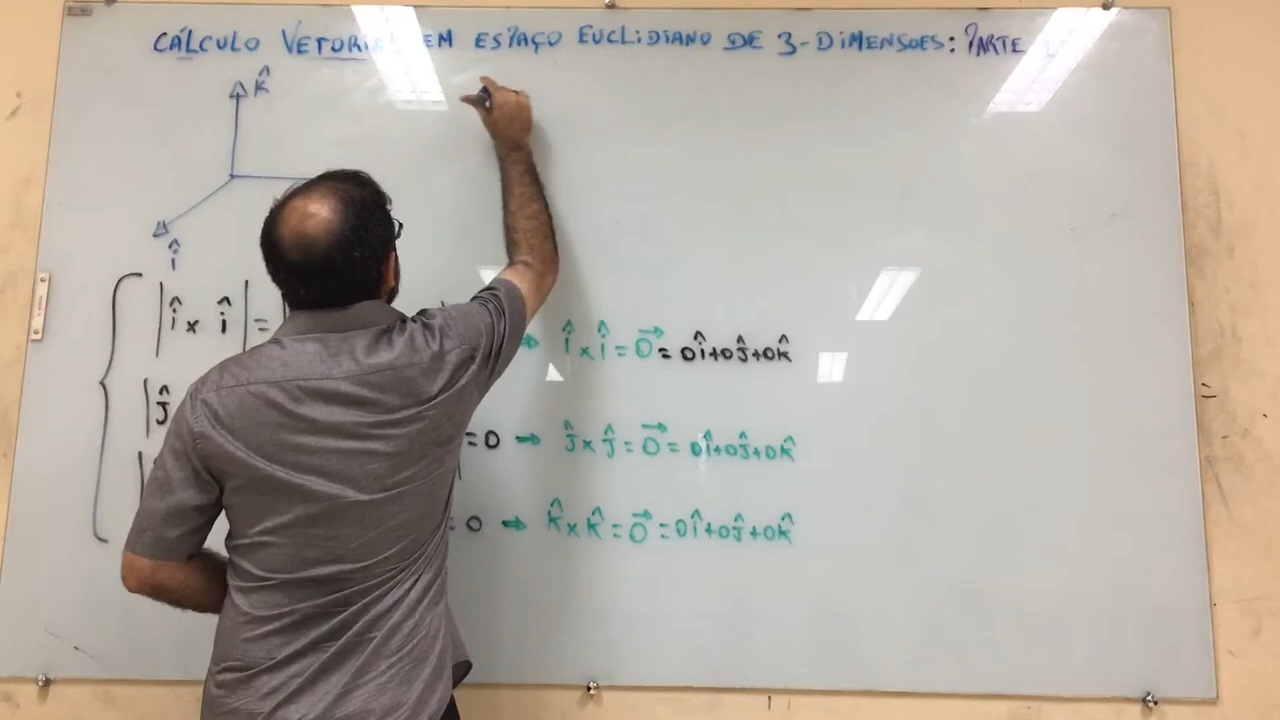 CÁLCULO VETORIAL EM ESPAÇO EUCLIDIANO DE 3-DIMENSOES: PARTE
k̂
î
|î × î| =
î × î = 0⃗ = 0î+0ĵ+0k̂
|ĵ
=0 ⇒ ĵ × ĵ = 0⃗ = 0î+0ĵ+0k̂
= 0 ⇒ k̂ × k̂ = 0⃗ = 0î+0ĵ+0k̂